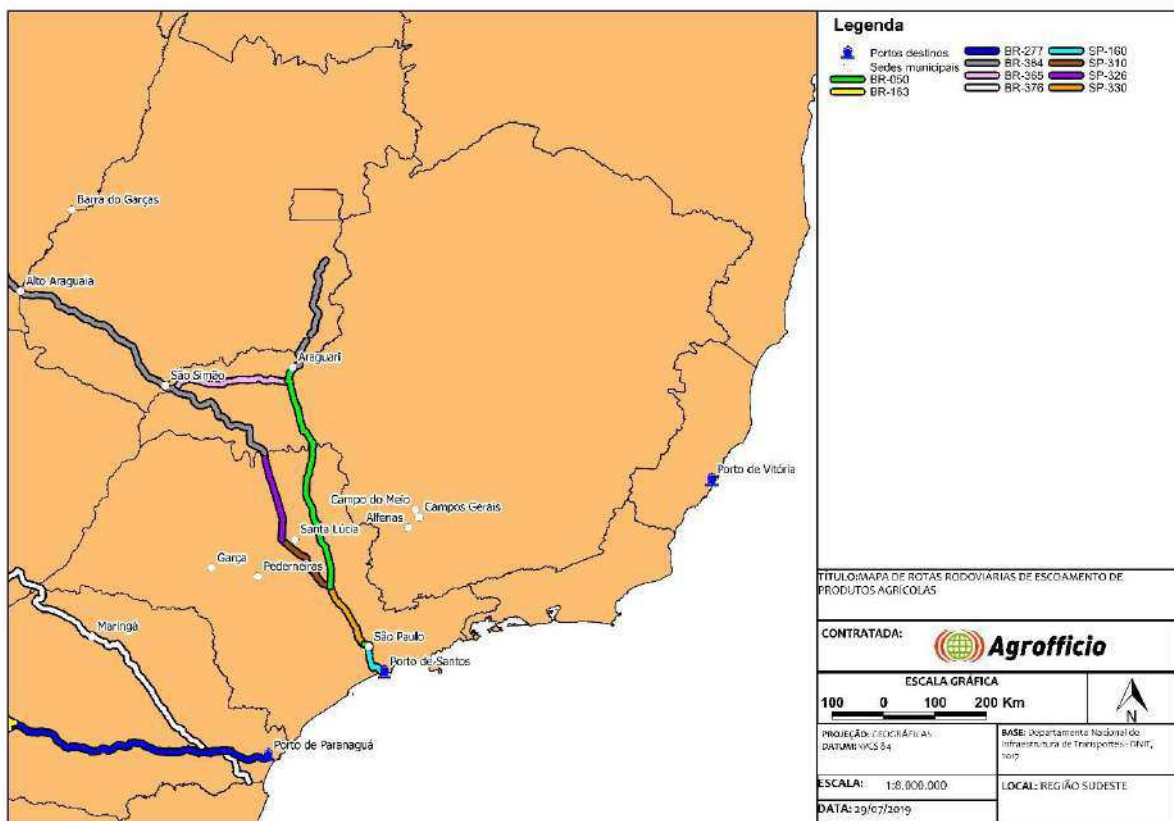 Legenda
Portos destinos
Sedes municipais
BR-050
BR-163
BR-277
BR-364
BR-365
BR-376
SP-160
SP-310
SP-326
SP-330
Barra do Garças
Alto Araguaia
Araguari
São Simão
Porto de Vitória
Campo do Meio
Campos Gerais
Alfenas
Santa Lúcia
Garça
Pederneiras
Maringá
São Paulo
Porto de Santos
Porto de Paranaguá
TÍTULO:MAPA DE ROTAS RODOVIÁRIAS DE ESCOAMENTO DE
PRODUTOS AGRÍCOLAS
CONTRATADA:
Agrofficio
ESCALA GRÁFICA
100 0 100 200 Km
N
PROJEÇÃO: GEOGRÁFICAS
DATUM: WGS 84
BASE: Departamento Nacional de
Infraestrutura de Transportes - DNIT,
2017
ESCALA: 1:8.000.000
LOCAL: REGIÃO SUDESTE
DATA: 29/07/2019